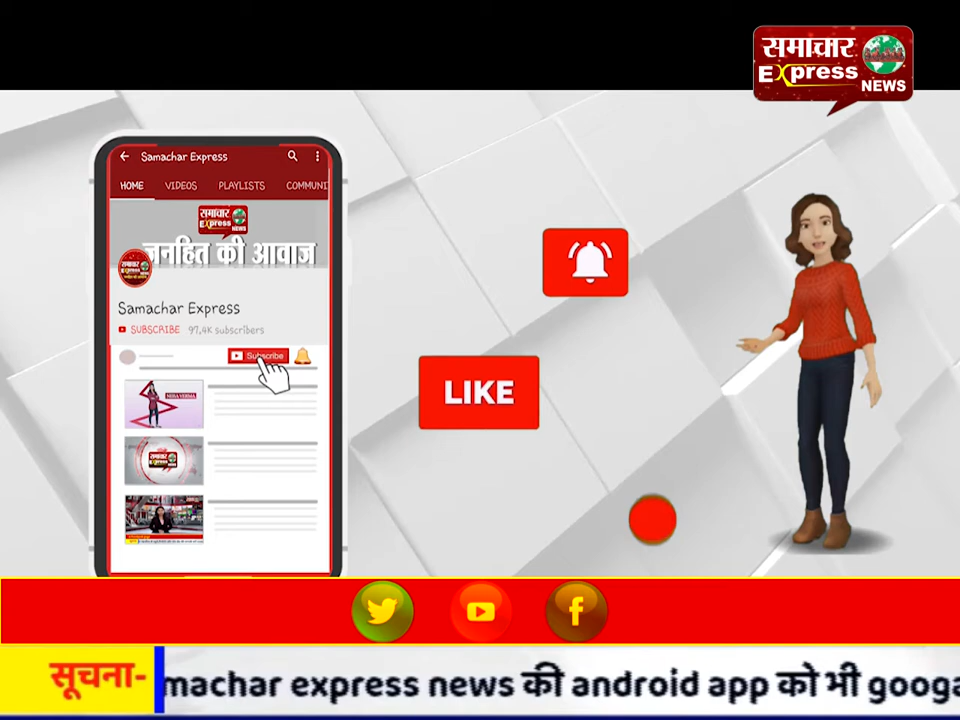 समाचार
Express
NEWS
Samachar Express
HOME VIDEOS PLAYLISTS COMMUNI
समाचार
Express
NEWS
जनहित की आवाज
Samachar Express
SUBSCRIBE 97.4K subscribers
Subscribe
LIKE
सूचना- machar express news की android app को भी googa